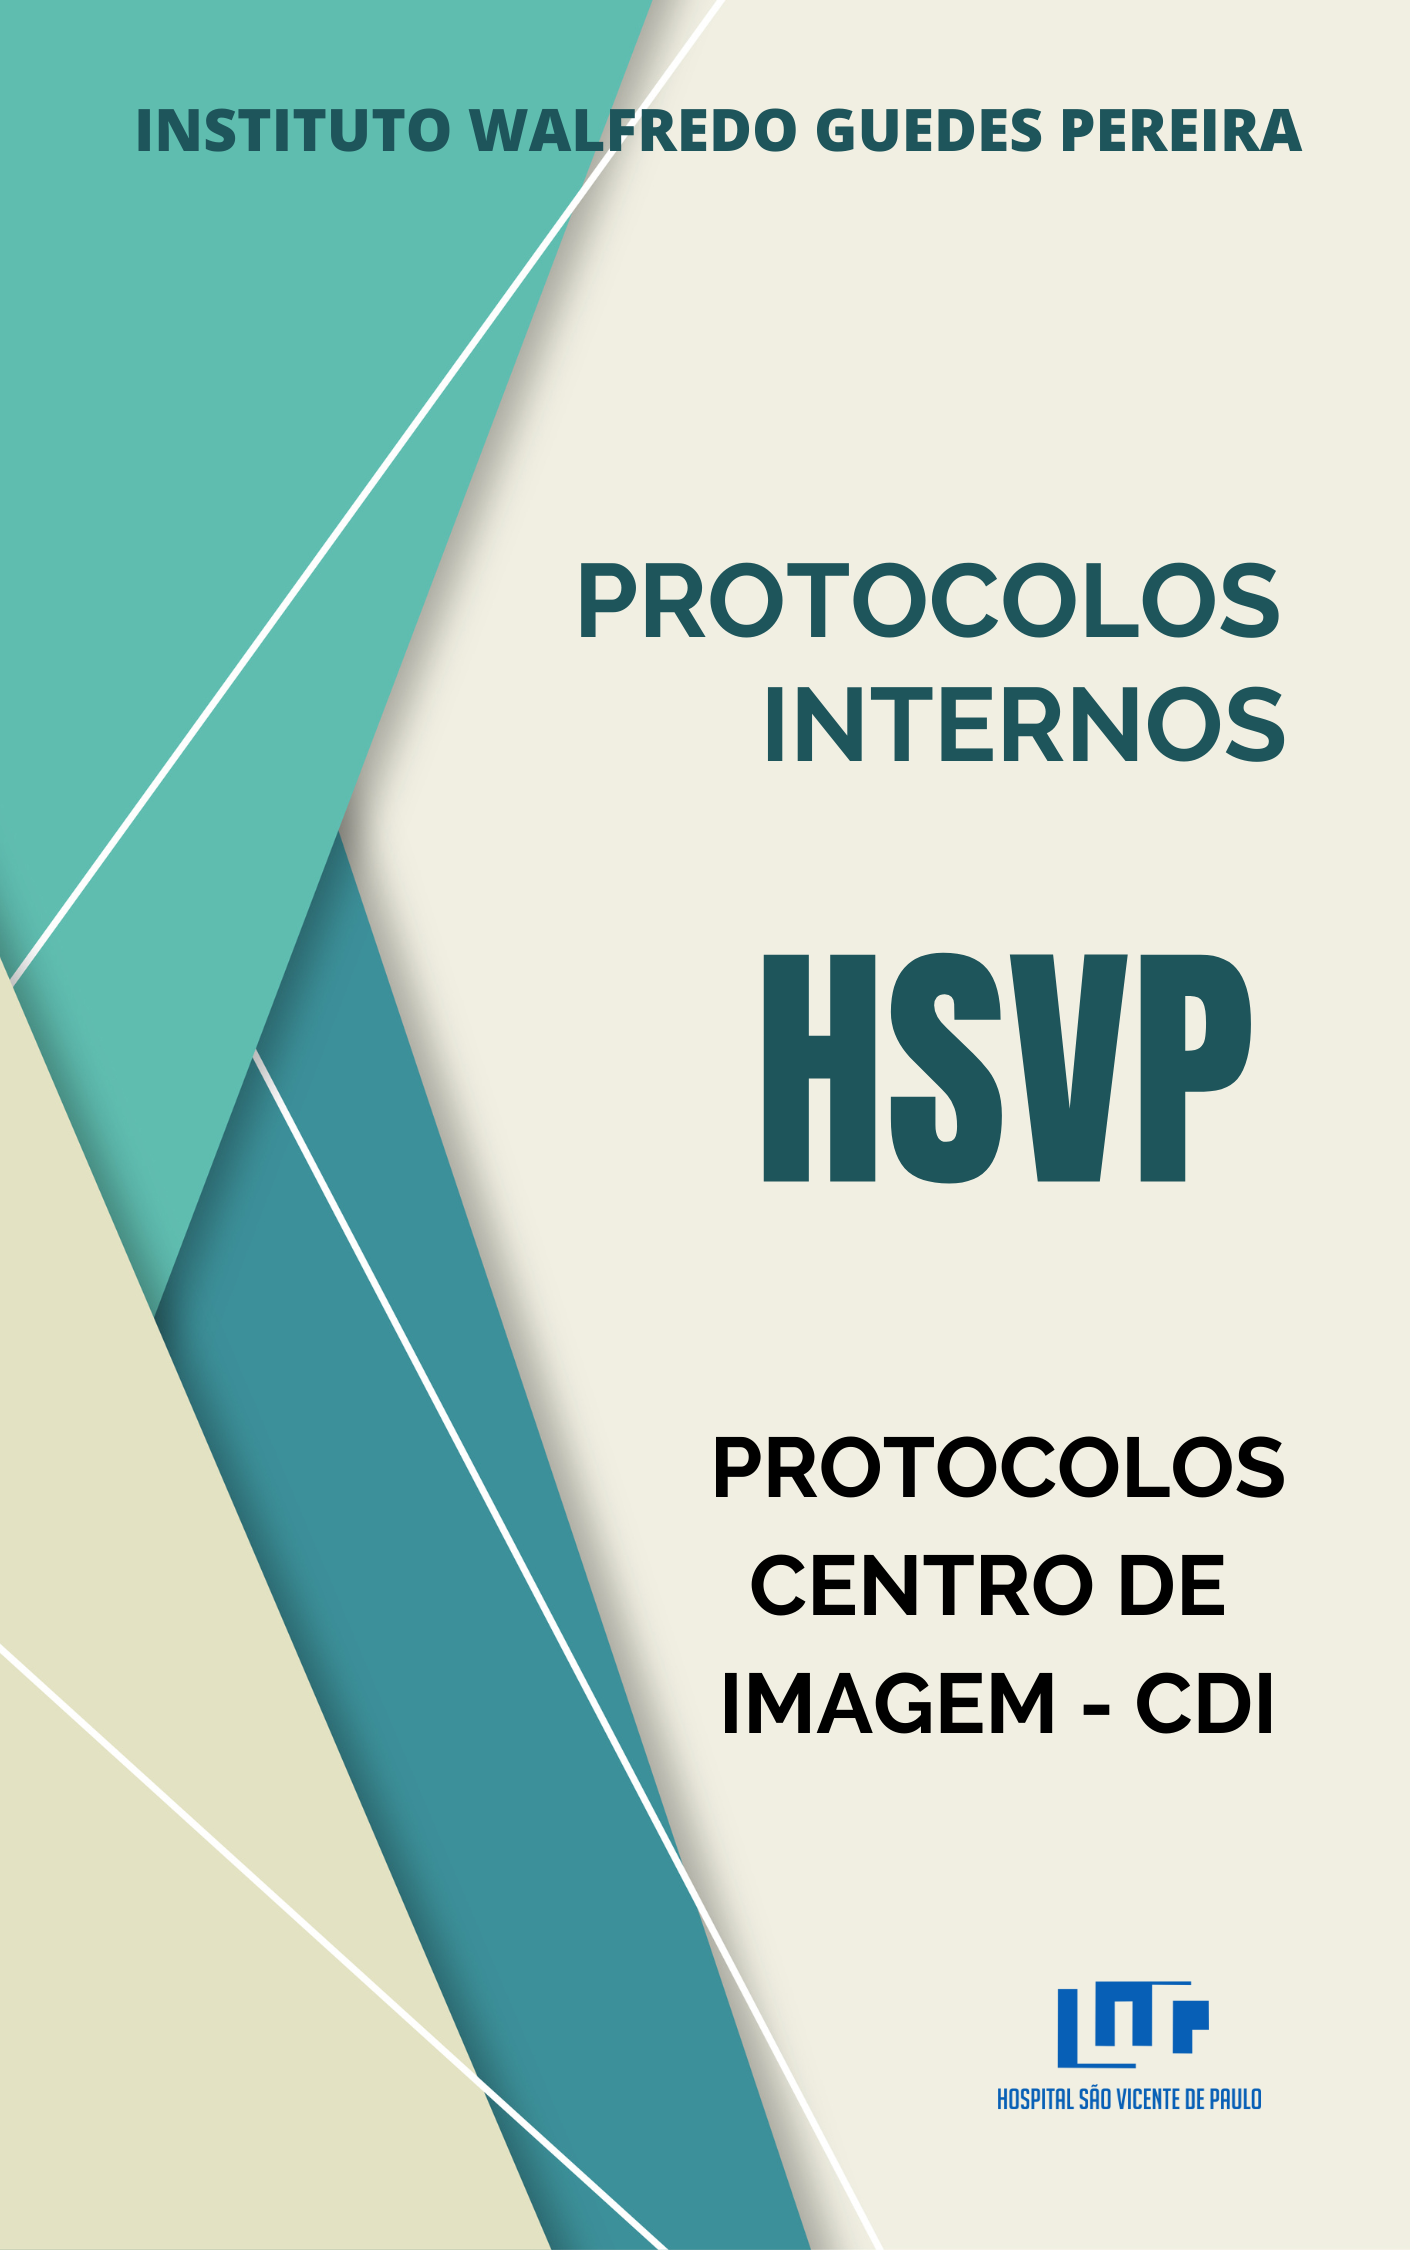 INSTITUTO WALFREDO GUEDES PEREIRA
PROTOCOLOS
INTERNOS
HSVP
PROTOCOLOS
CENTRO DE
IMAGEM - CDI
HOSPITAL SÃO VICENTE DE PAULO